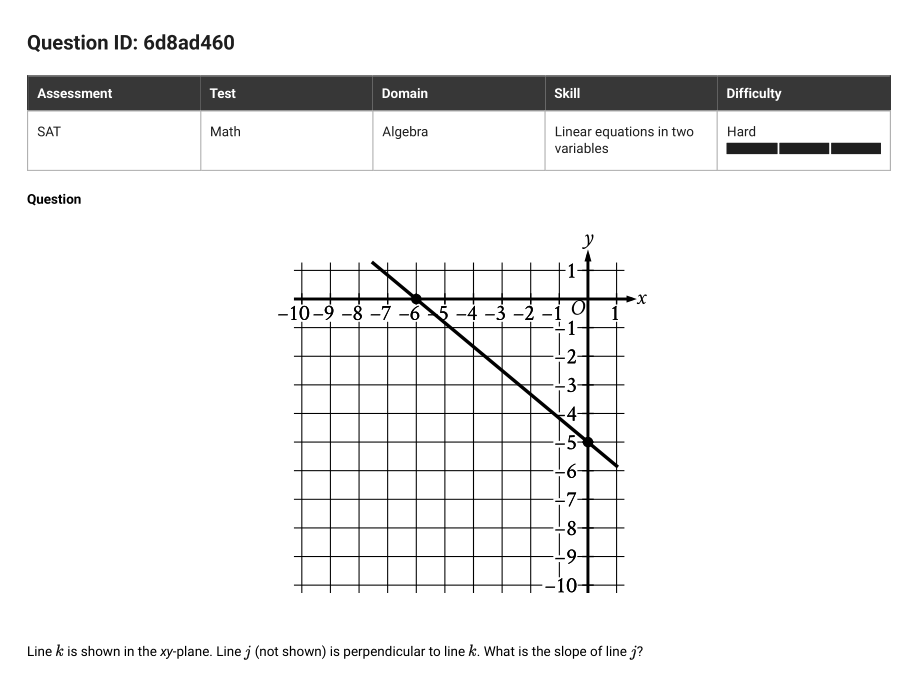 Question ID: 6d8ad460
Assessment Test Domain Skill Difficulty
SAT Math Algebra Linear equations in two variables Hard
Question
y
1
x
−10 −9 −8 −7 −6 −5 −4 −3 −2 −1 O 1
−1
−2
−3
−4
−5
−6
−7
−8
−9
−10
Line k is shown in the xy-plane. Line j (not shown) is perpendicular to line k. What is the slope of line j?